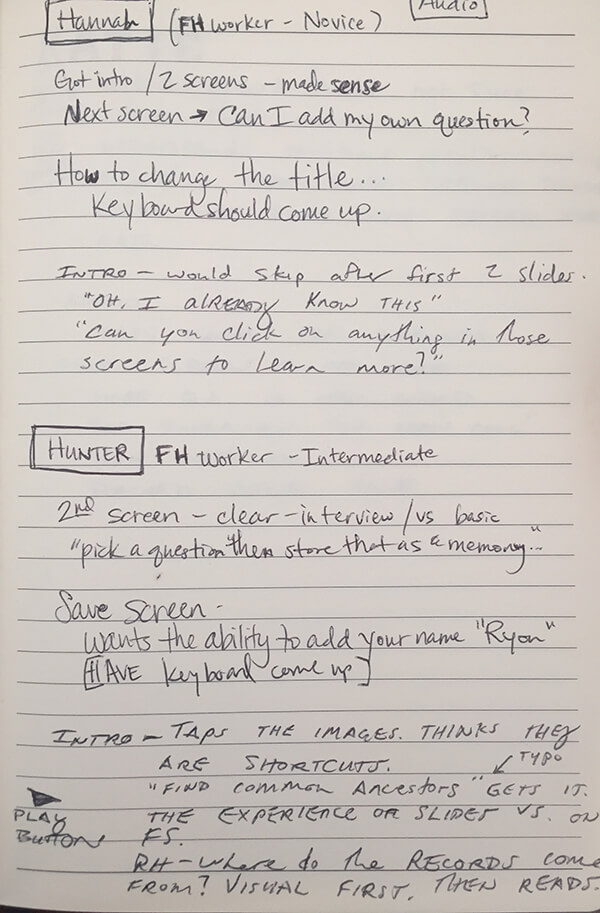 Audio
Hannah (FH worker - Novice)
Got intro / 2 screens - made sense
Next screen → Can I add my own question?
How to change the title...
Keyboard should come up.
INTRO - would skip after first 2 slides.
"OH, I ALREADY KNOW THIS"
"Can you click on anything in those
screens to learn more?"
HUNTER FH worker - Intermediate
2nd screen - clear - interview / vs basic
"pick a question then store that as a memory..."
Save screen -
Wants the ability to add your name "Ryon"
[HAVE keyboard come up]
INTRO - TAPS THE IMAGES. THINKS THEY
ARE SHORTCUTS. ↙ TYPO
"FIND COMMON ANCESTORS" GETS IT.
PLAY BUTTON
THE EXPERIENCE OR SLIDES VS. ON
FS.
RH - Where do the RECORDS COME
FROM? VISUAL FIRST. THEN READS.